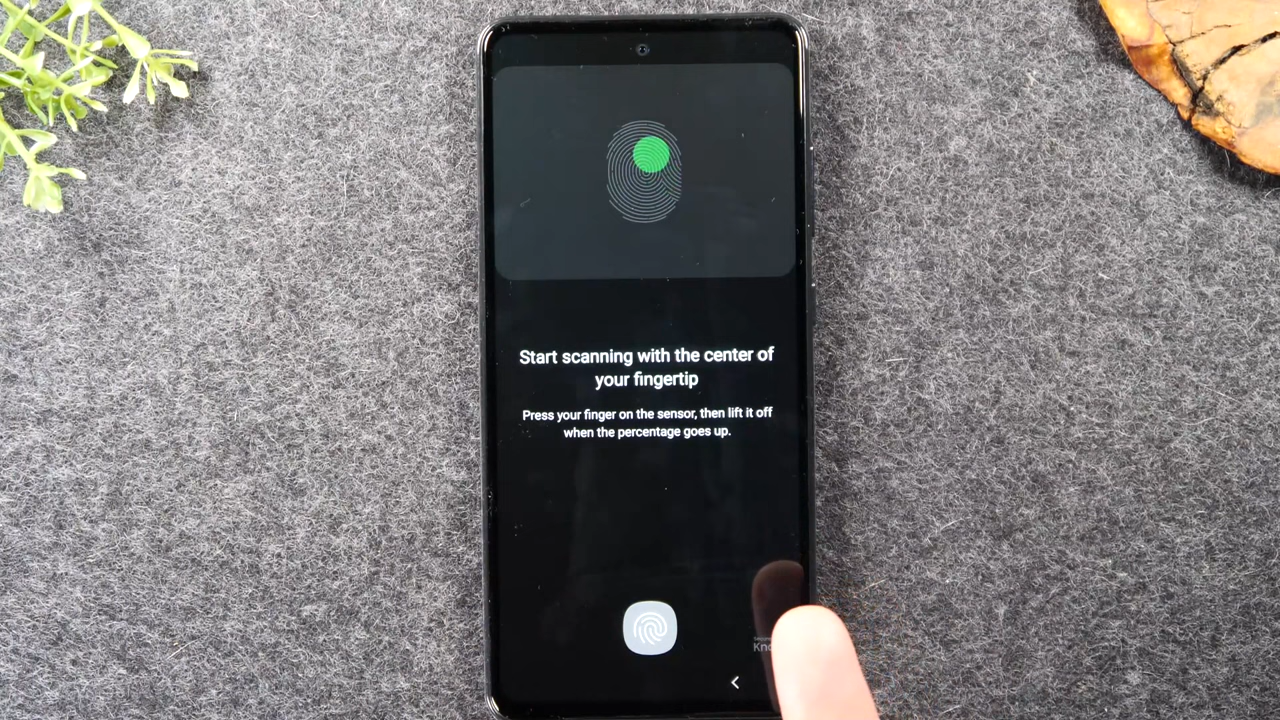 Start scanning with the center of
your fingertip
Press your finger on the sensor, then lift it off
when the percentage goes up.